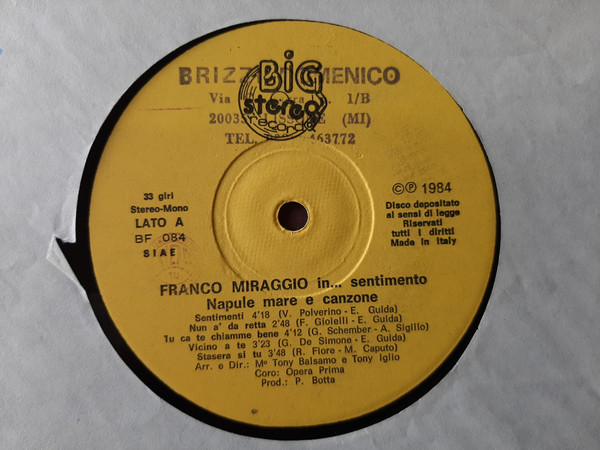 BiG
BRIZZ MENICO
stereo
records
Via 1/B
2003 (MI)
TEL. 63772
33 giri
Stereo-Mono
LATO A
BF 084
SIAE
© ℗ 1984
Disco depositato
ai sensi di legge
Riservati
tutti i diritti
Made in Italy
FRANCO MIRAGGIO in... sentimento
Napule mare e canzone
Sentimenti 4'18 (V. Polverino - E. Guida)
Nun a' da retta 2'48 (F. Gioielli - E. Guida)
Tu ca te chiamme bene 4'12 (G. Schember - A. Sigilio)
Vicino a te 3'23 (G. De Simone - E. Guida)
Stasera si tu 3'48 (R. Fiore - M. Caputo)
Arr. e Dir.: M° Tony Balsamo e Tony Iglio
Coro: Opera Prima
Prod.: P. Botta